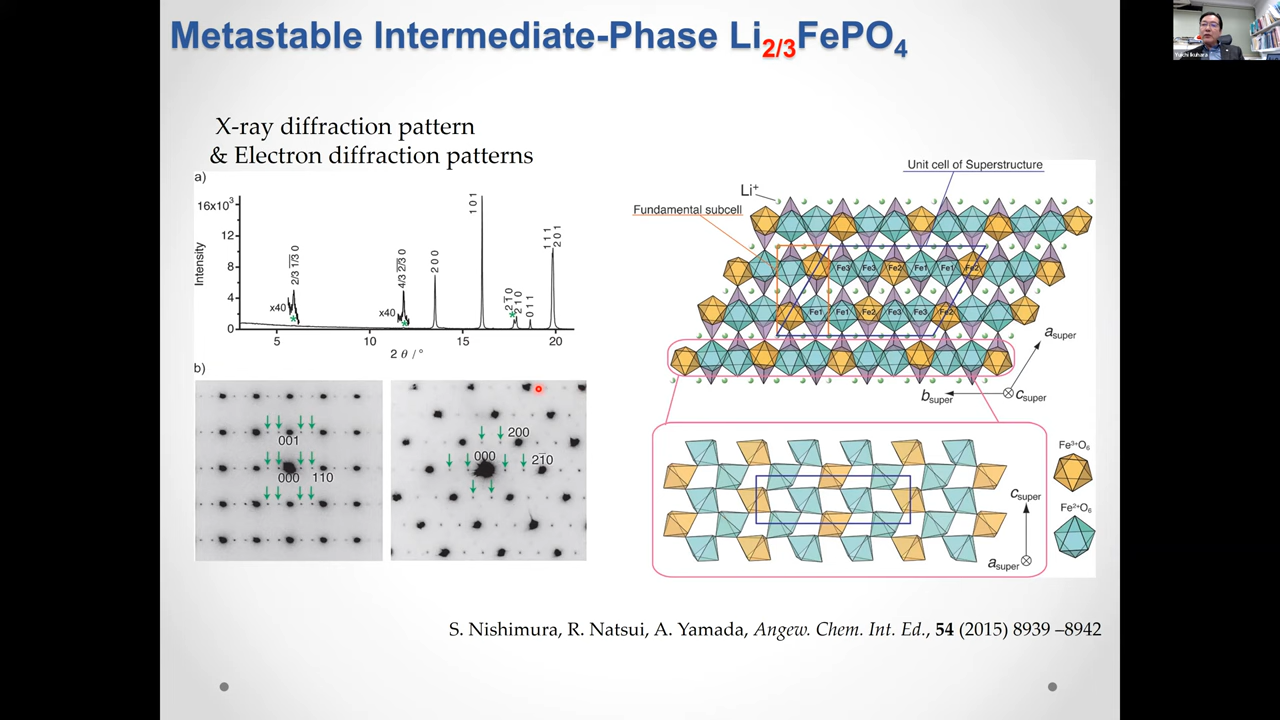 Metastable Intermediate-Phase Li2/3FePO4
Yuichi Ikuhara
X-ray diffraction pattern
& Electron diffraction patterns
a)
16x10³
12
8
4
0
Intensity
x40
2/3 1/3 0
x40
4/3 2/3 0
2 0 0
1 0 1
2 1̄ 0
2 1 0
0 1 1
1 1 1
2 0 1
5
10
15
20
2 θ / °
b)
001
000
110
200
000
210
Unit cell of Superstructure
Li⁺
Fundamental subcell
Fe3 Fe3 Fe2 Fe1 Fe1 Fe2
Fe1 Fe1 Fe2 Fe3 Fe3 Fe2
a super
b super
c super
Fe³⁺O₆
Fe²⁺O₆
c super
a super
S. Nishimura, R. Natsui, A. Yamada, Angew. Chem. Int. Ed., 54 (2015) 8939 –8942